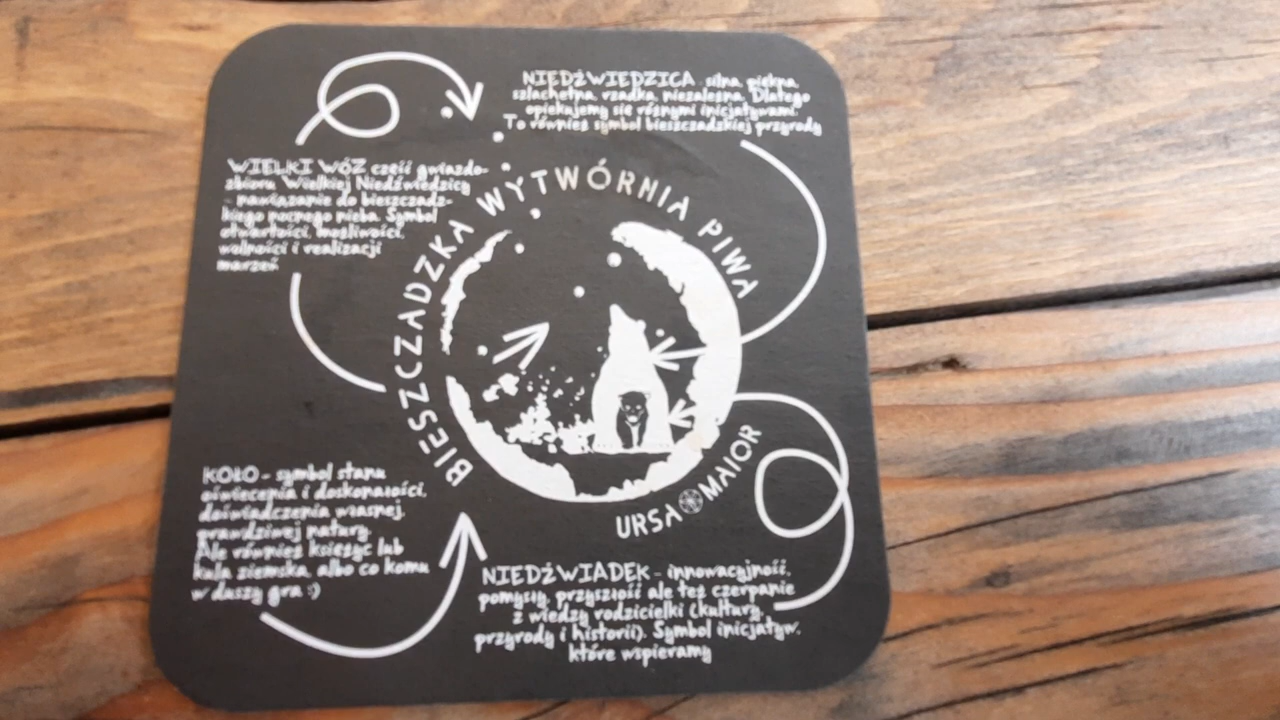 NIEDŹWIEDZICA silna, piękna,
szlachetna, rzadka, niezależna. Dlatego
opiekujemy się różnymi inicjatywami.
To również symbol bieszczadzkiej przyrody
WIELKI WÓZ część gwiazdo-
zbioru Wielkiej Niedźwiedzicy
- nawiązanie do bieszczadz-
kiego nocnego nieba. Symbol
otwartości, możliwości,
wolności i realizacji
marzeń
BIESZCZADZKA WYTWÓRNIA PIWA
URSA MAIOR
KOŁO - symbol stanu
oświecenia i doskonałości,
doświadczenia własnej,
prawdziwej natury.
Ale również księżyc lub
kula ziemska, albo co komu
w duszy gra :)
NIEDŹWIADEK - innowacyjność,
pomysły, przyszłość ale też czerpanie
z wiedzy rodzicielki (kultury,
przyrody i historii). Symbol inicjatyw,
które wspieramy